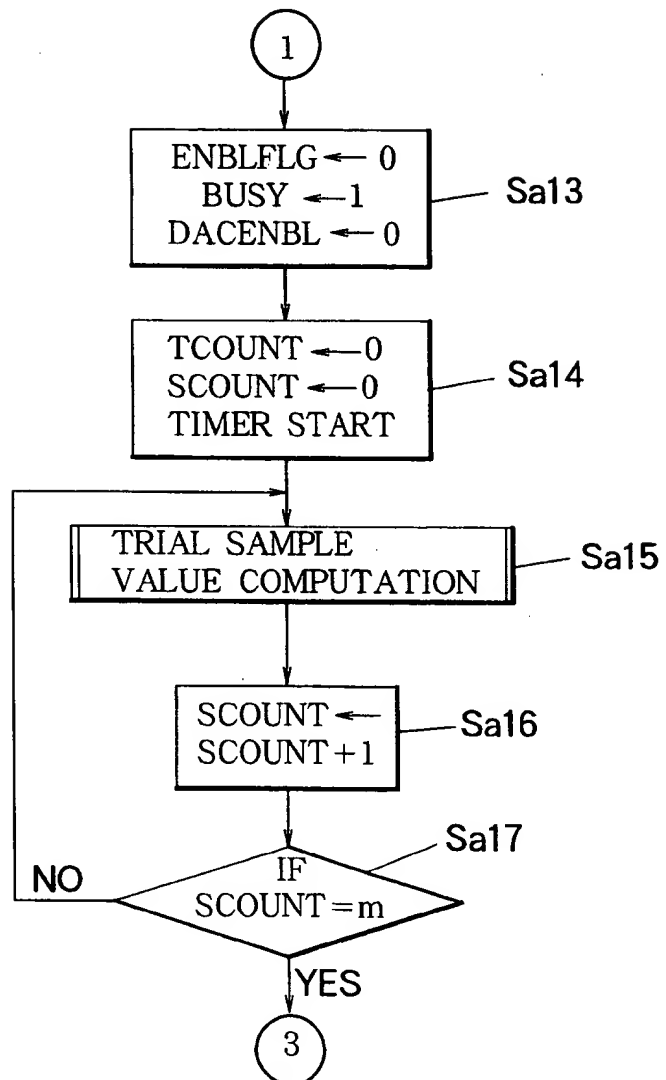 1
ENBLFLG ← 0
BUSY ← 1
DACENBL ← 0
Sa13
TCOUNT ← 0
SCOUNT ← 0
TIMER START
Sa14
TRIAL SAMPLE
VALUE COMPUTATION
Sa15
SCOUNT ←
SCOUNT + 1
Sa16
Sa17
IF
SCOUNT = m
NO
YES
3